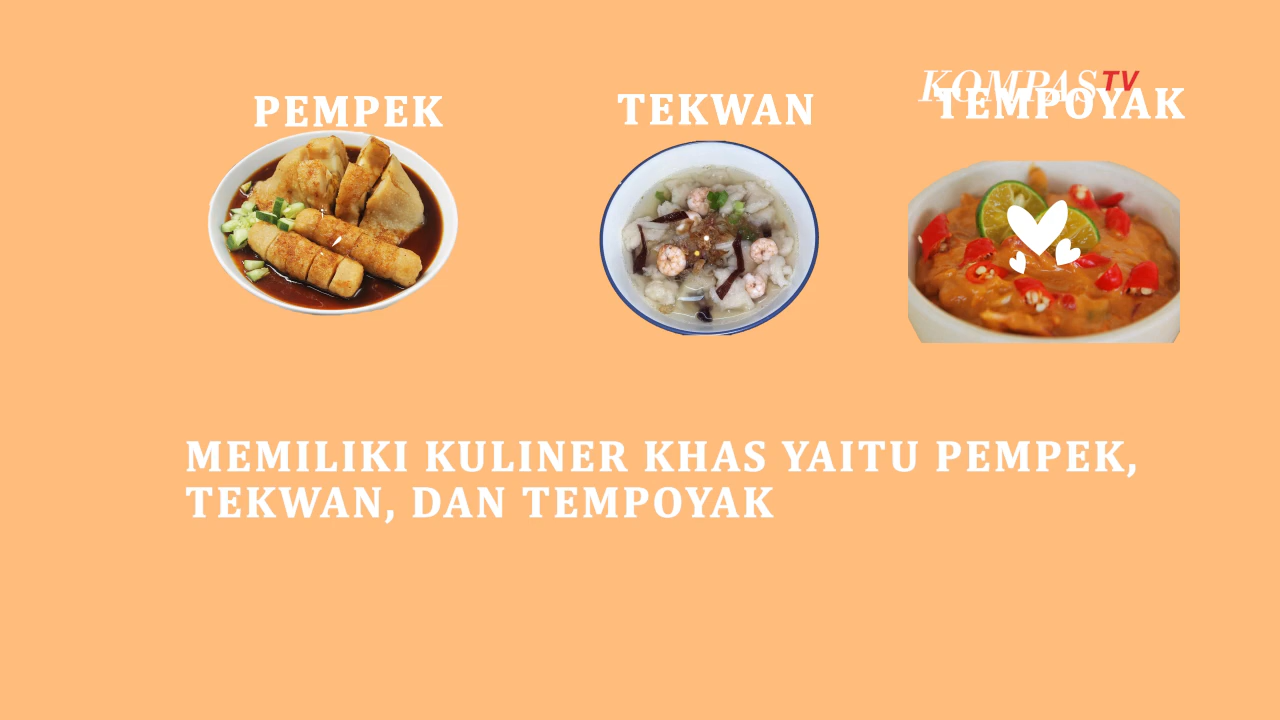 KOMPAS TV
PEMPEK
TEKWAN
TEMPOYAK
MEMILIKI KULINER KHAS YAITU PEMPEK,
TEKWAN, DAN TEMPOYAK